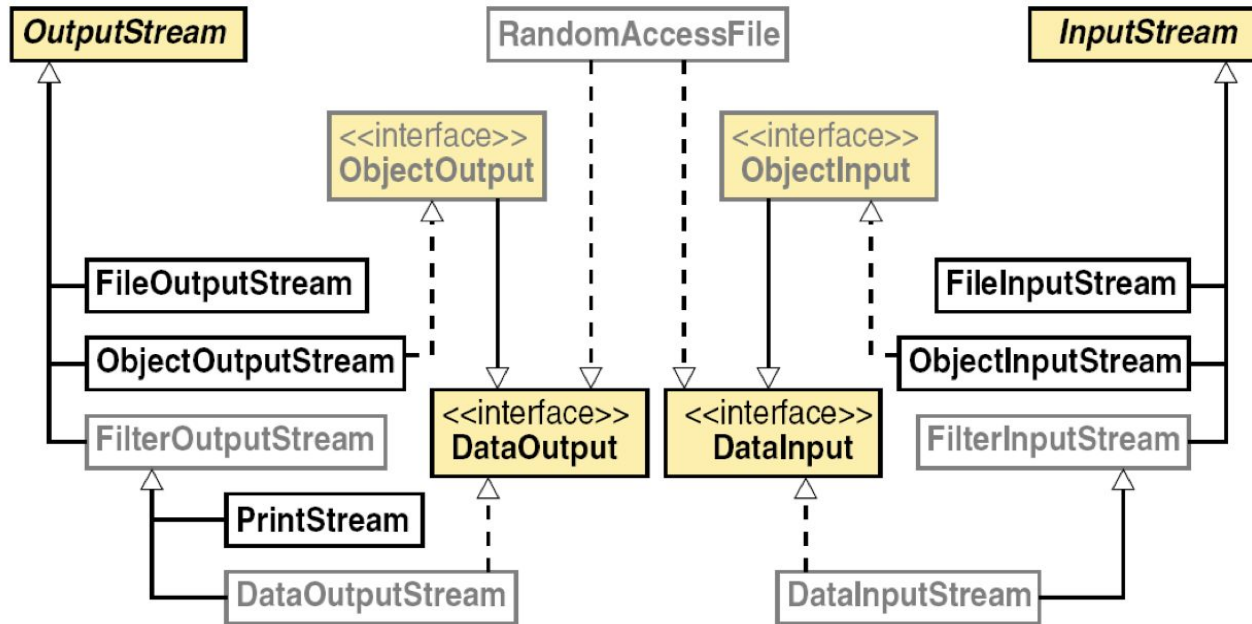 OutputStream
RandomAccessFile
InputStream
<<interface>>
ObjectOutput
<<interface>>
ObjectInput
FileOutputStream
FileInputStream
ObjectOutputStream
ObjectInputStream
<<interface>>
DataOutput
<<interface>>
DataInput
FilterOutputStream
FilterInputStream
PrintStream
DataOutputStream
DataInputStream